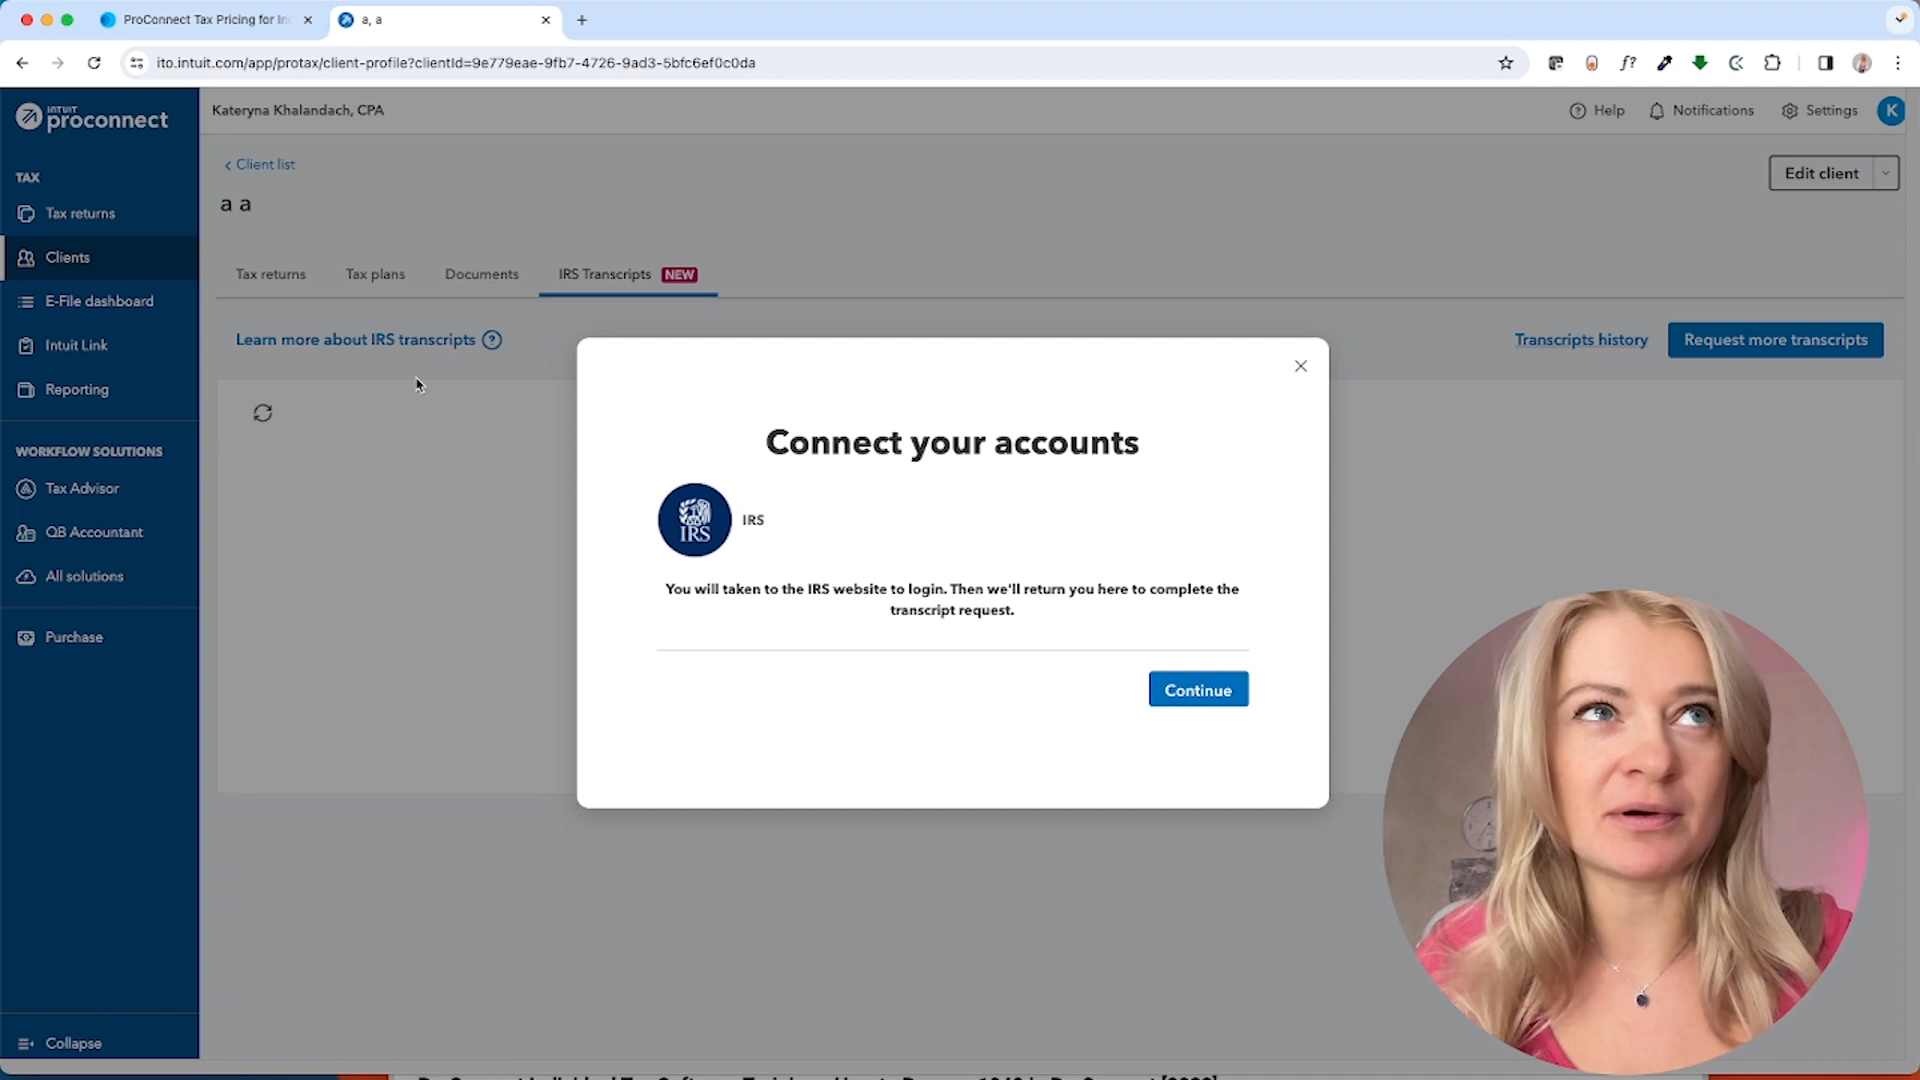 ProConnect Tax Pricing for In
a, a
ito.intuit.com/app/protax/client-profile?clientId=9e779eae-9fb7-4726-9ad3-5bfc6ef0c0da
f?
INTUIT
proconnect
Kateryna Khalandach, CPA
Help
Notifications
Settings
K
TAX
Tax returns
Clients
E-File dashboard
Intuit Link
Reporting
WORKFLOW SOLUTIONS
Tax Advisor
QB Accountant
All solutions
Purchase
Collapse
Client list
Edit client
a a
Tax returns
Tax plans
Documents
IRS Transcripts NEW
Learn more about IRS transcripts ?
Transcripts history
Request more transcripts
Connect your accounts
IRS
IRS
You will taken to the IRS website to login. Then we'll return you here to complete the
transcript request.
Continue